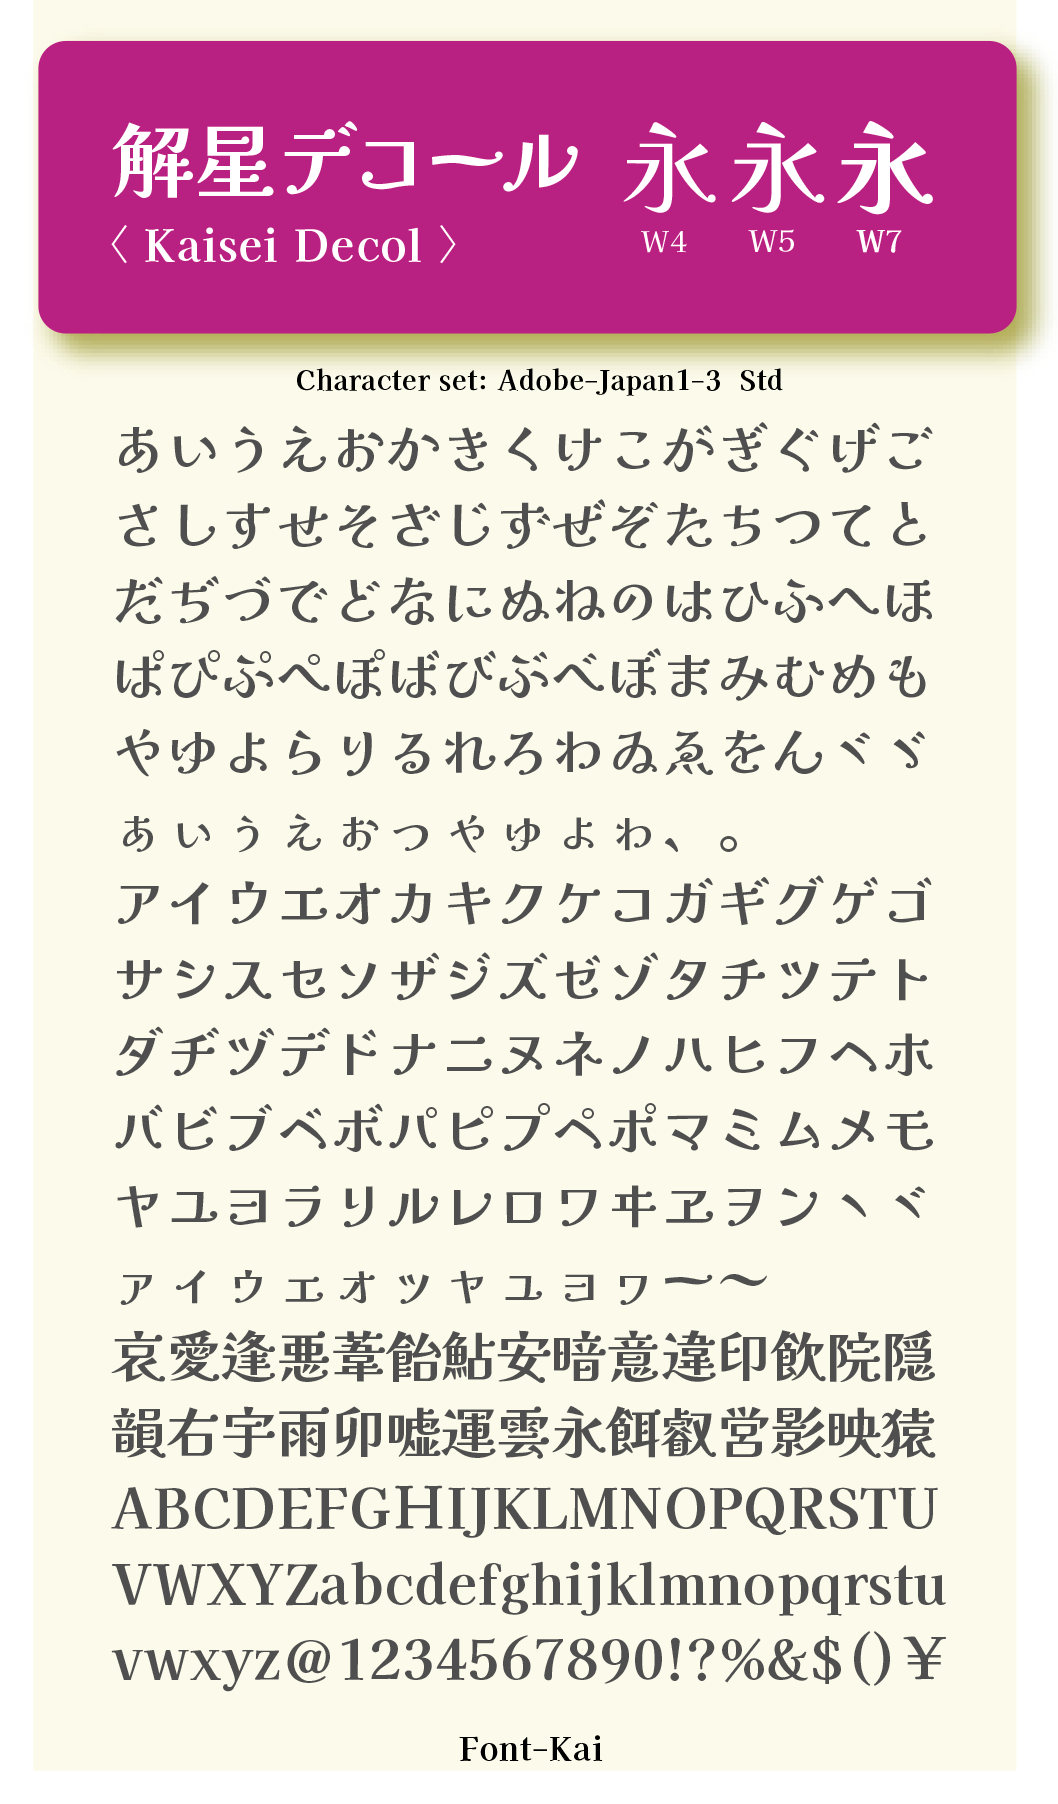 解星デコール 永永永
〈 Kaisei Decol 〉 W4 W5 W7
Character set: Adobe-Japan1-3 Std
あいうえおかきくけこがぎぐげご
さしすせそざじずぜぞたちつてと
だぢづでどなにぬねのはひふへほ
ぱぴぷぺぽばびぶべぼまみむめも
やゆよらりるれろわゐゑをんヾゞ
ぁぃぅぇぉっゃゅょゎ、。
アイウエオカキクケコガギグゲゴ
サシスセソザジズゼゾタチツテト
ダヂヅデドナニヌネノハヒフヘホ
バビブベボパピプペポマミムメモ
ヤユヨラリルレロワヰヱヲンヽヾ
ァィゥェォッャュョヮー〜
哀愛逢悪葦飴鮎安暗意違印飲院隠
韻右宇雨卯嘘運雲永餌叡営影映猿
ABCDEFGHIJKLMNOPQRSTU
VWXYZabcdefghijklmnopqrstu
vwxyz@1234567890!?%&$()￥
Font-Kai